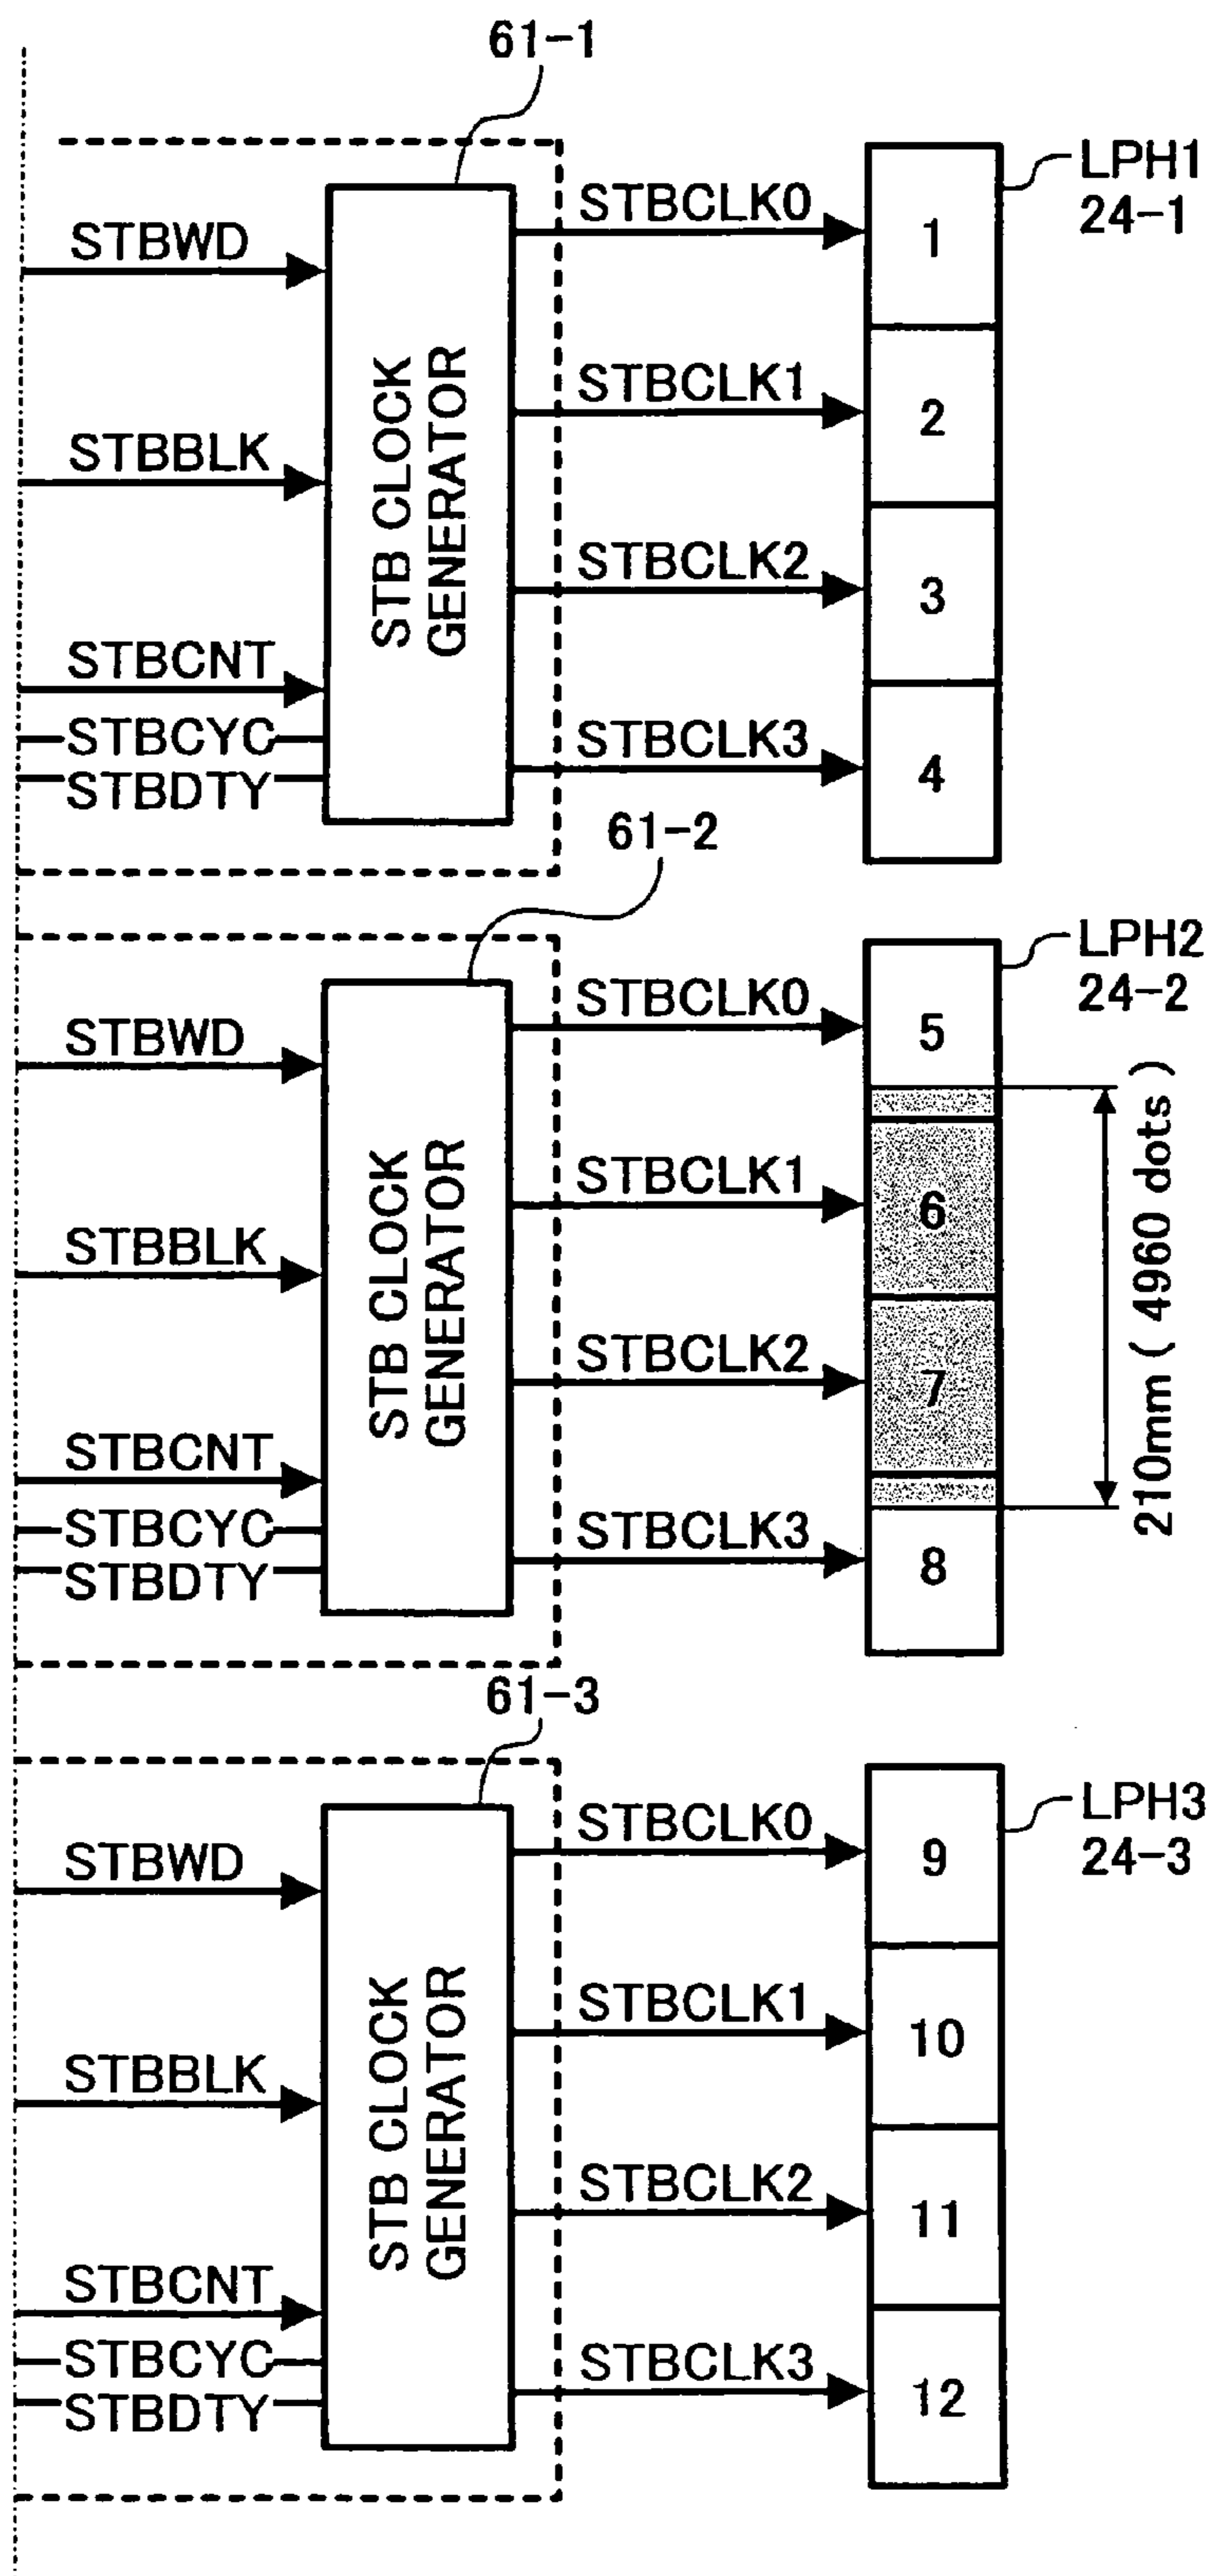 61-1
LPH1
24-1
STBWD
STBBLK
STBCNT
STBCYC
STBDTY
STB CLOCK
GENERATOR
STBCLK0
STBCLK1
STBCLK2
STBCLK3
1
2
3
4
61-2
LPH2
24-2
STBWD
STBBLK
STBCNT
STBCYC
STBDTY
STB CLOCK
GENERATOR
STBCLK0
STBCLK1
STBCLK2
STBCLK3
5
6
7
8
210mm ( 4960 dots )
61-3
LPH3
24-3
STBWD
STBBLK
STBCNT
STBCYC
STBDTY
STB CLOCK
GENERATOR
STBCLK0
STBCLK1
STBCLK2
STBCLK3
9
10
11
12